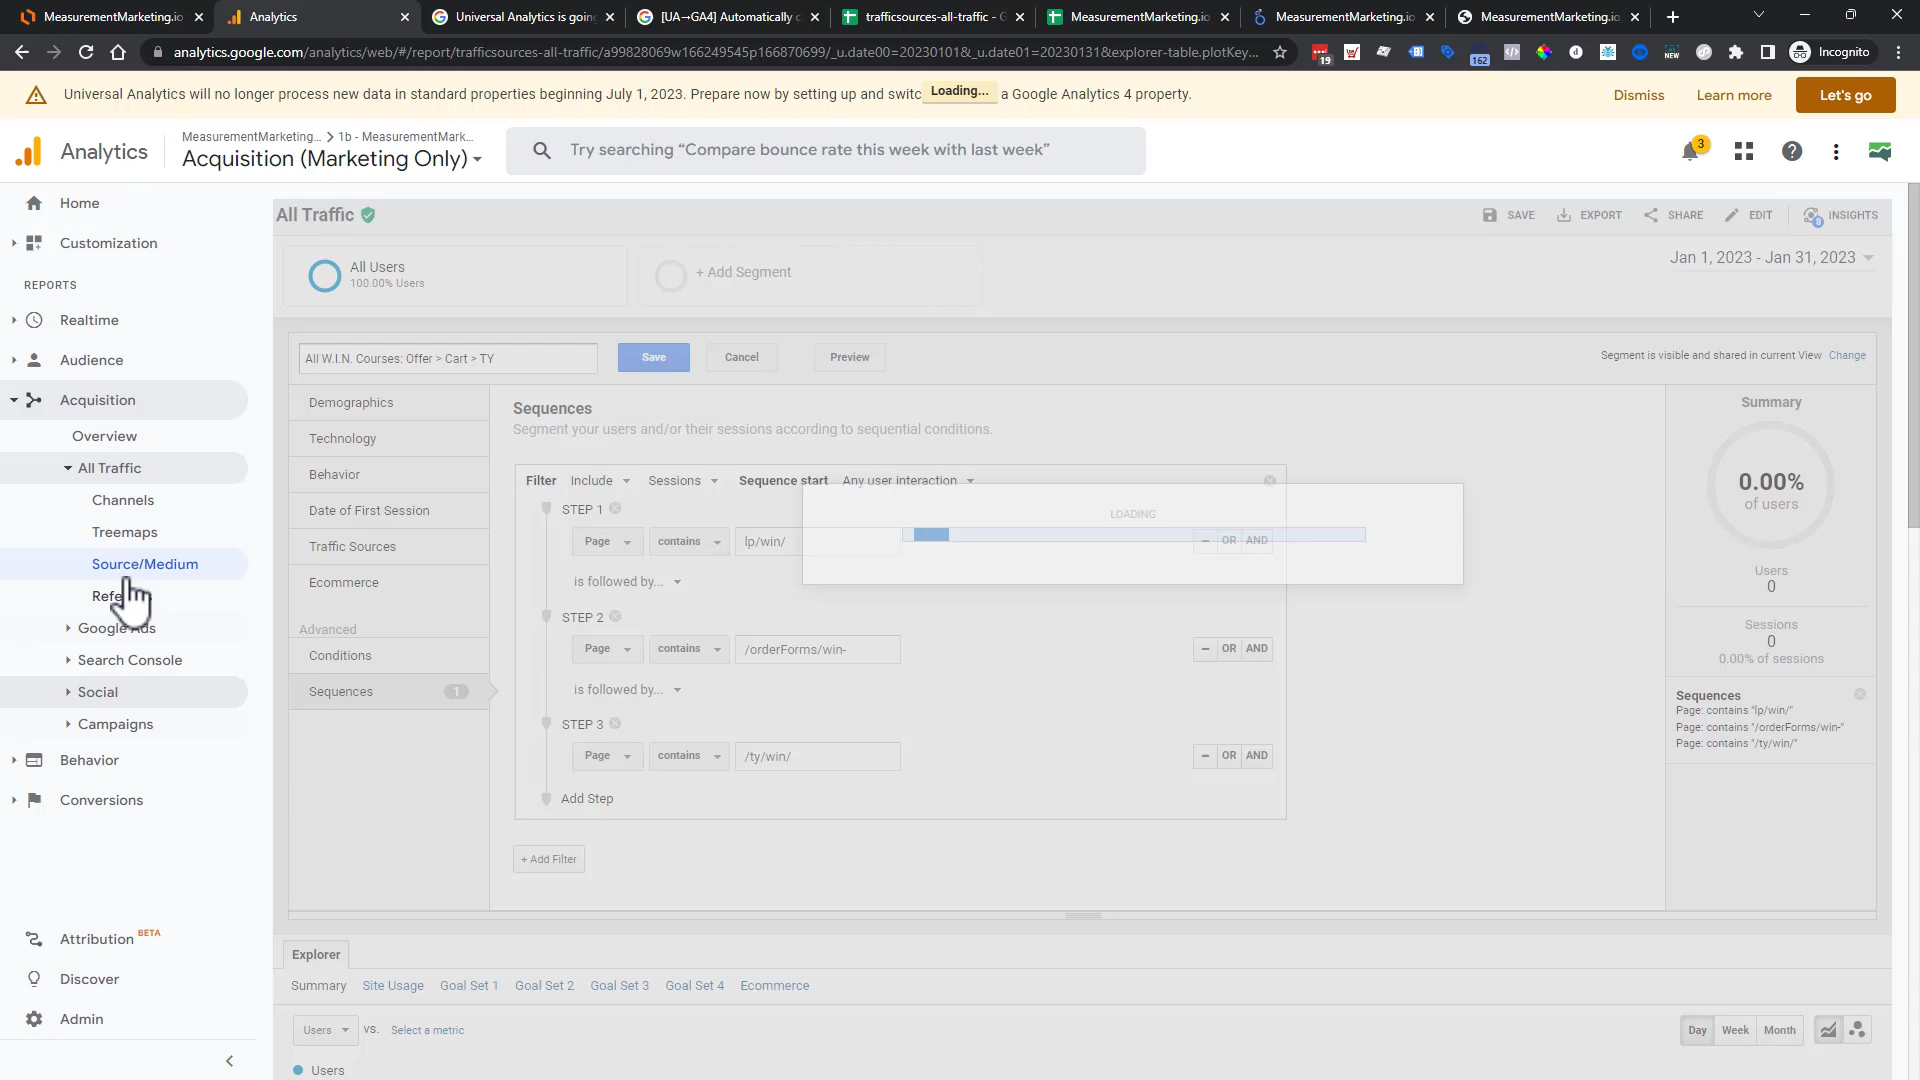 MeasurementMarketing.io
Analytics
Universal Analytics is goin
[UA→GA4] Automatically c
trafficsources-all-traffic - G
MeasurementMarketing.io
MeasurementMarketing.io
MeasurementMarketing.io
analytics.google.com/analytics/web/#/report/trafficsources-all-traffic/a99828069w166249545p166870699/_u.date00=20230101&_u.date01=20230131&explorer-table.plotKey...
19
162
NEW
Incognito
Universal Analytics will no longer process new data in standard properties beginning July 1, 2023. Prepare now by setting up and switc
Loading...
a Google Analytics 4 property.
Dismiss
Learn more
Let's go
Analytics
MeasurementMarketing... > 1b - MeasurementMark...
Acquisition (Marketing Only)
Try searching “Compare bounce rate this week with last week”
3
Home
Customization
REPORTS
Realtime
Audience
Acquisition
Overview
All Traffic
Channels
Treemaps
Source/Medium
Google Ads
Search Console
Social
Campaigns
Behavior
Conversions
Attribution BETA
Discover
Admin
All Traffic
SAVE
EXPORT
SHARE
EDIT
INSIGHTS
All Users
100.00% Users
+ Add Segment
Jan 1, 2023 - Jan 31, 2023
All W.I.N. Courses: Offer > Cart > TY
Save
Cancel
Preview
Segment is visible and shared in current View Change
Demographics
Technology
Behavior
Date of First Session
Traffic Sources
Ecommerce
Advanced
Conditions
Sequences 1
Sequences
Segment your users and/or their sessions according to sequential conditions.
Filter Include Sessions Sequence start Any user interaction
STEP 1
Page contains lp/win/
– OR AND
LOADING
is followed by...
STEP 2
Page contains /orderForms/win-
– OR AND
is followed by...
STEP 3
Page contains /ty/win/
– OR AND
Add Step
+ Add Filter
Summary
0.00%
of users
Users
0
Sessions
0
0.00% of sessions
Sequences
Page: contains "lp/win/"
Page: contains "/orderForms/win-"
Page: contains "/ty/win/"
Explorer
Summary Site Usage Goal Set 1 Goal Set 2 Goal Set 3 Goal Set 4 Ecommerce
Users vs. Select a metric
Day Week Month
Users